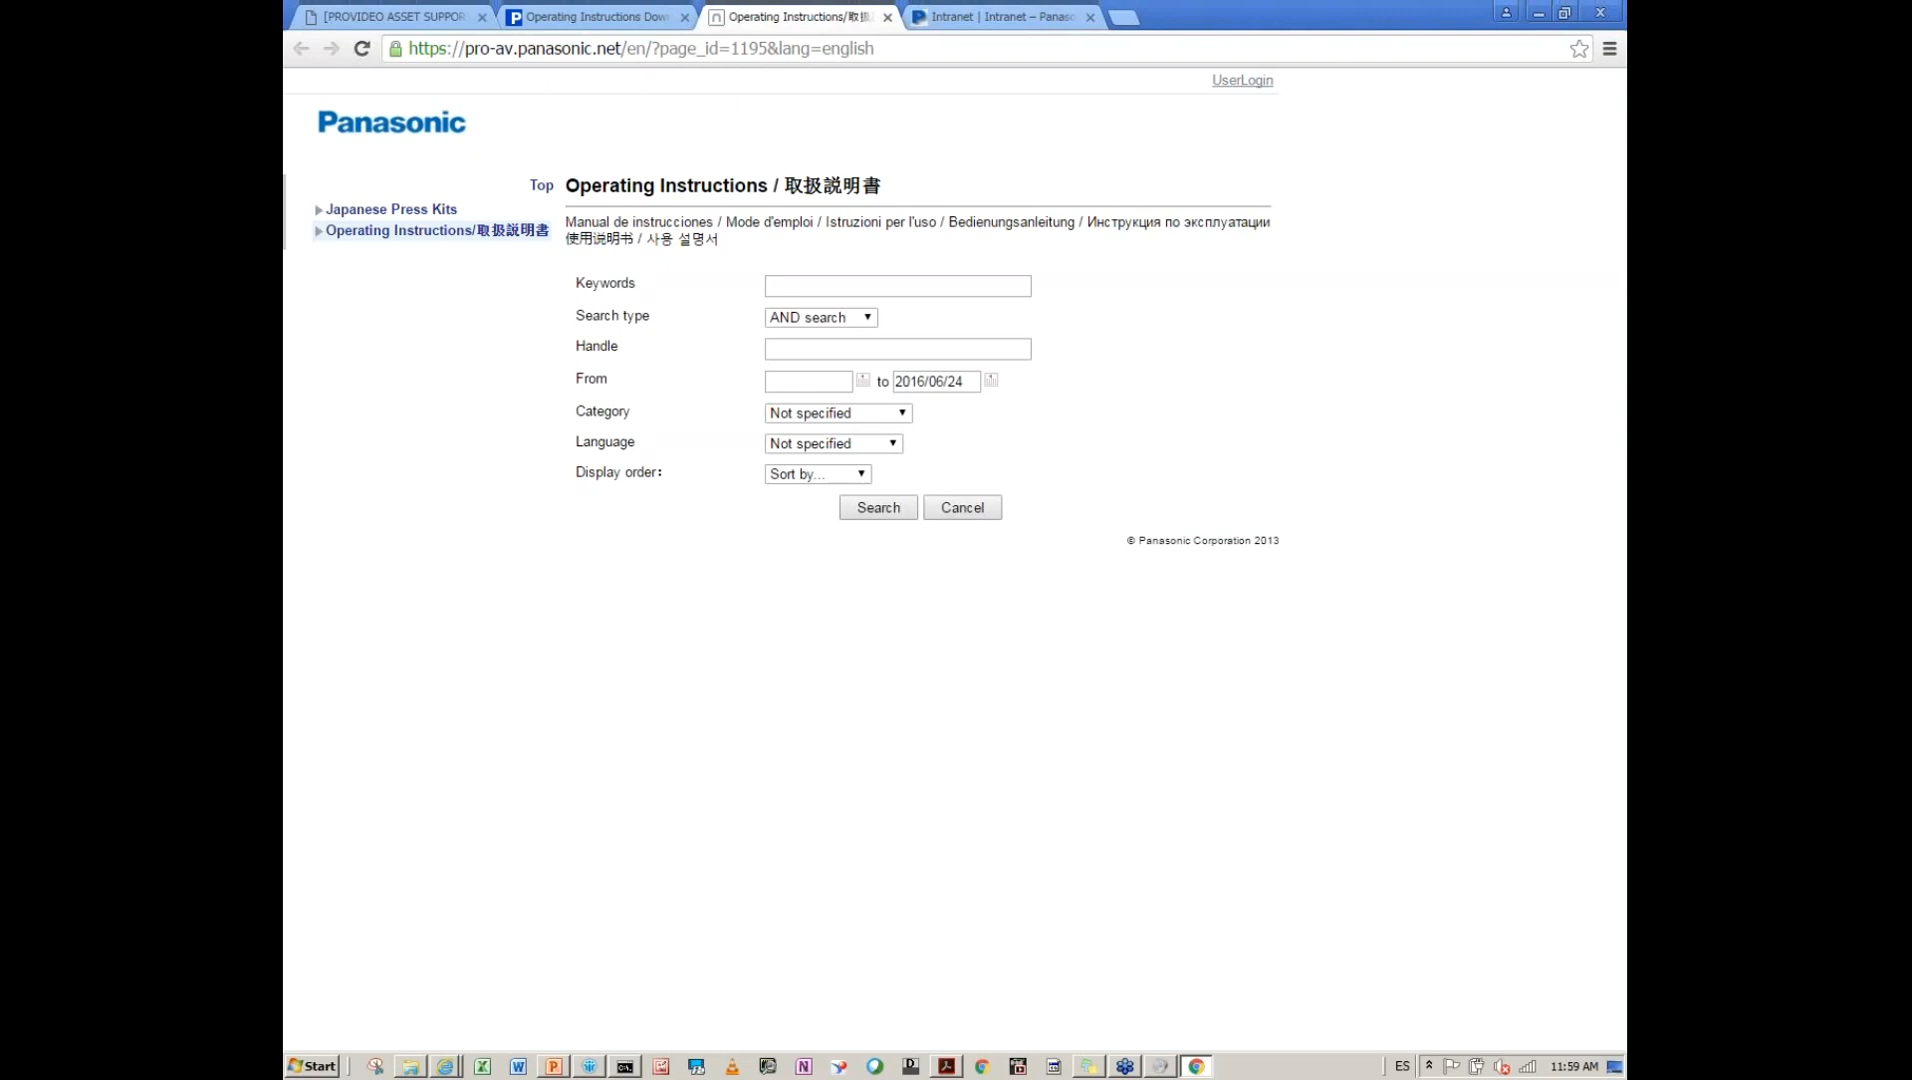 [PROVIDEO ASSET SUPPOR
Operating Instructions Dow
Operating Instructions/取扱
Intranet | Intranet – Panaso
https://pro-av.panasonic.net/en/?page_id=1195&lang=english
UserLogin
Panasonic
Top
Japanese Press Kits
Operating Instructions/取扱説明書
Operating Instructions / 取扱説明書
Manual de instrucciones / Mode d'emploi / Istruzioni per l'uso / Bedienungsanleitung / Инструкция по эксплуатации
使用说明书 / 사용 설명서
Keywords
Search type AND search
Handle
From to 2016/06/24
Category Not specified
Language Not specified
Display order: Sort by...
Search Cancel
© Panasonic Corporation 2013
Start ES 11:59 AM